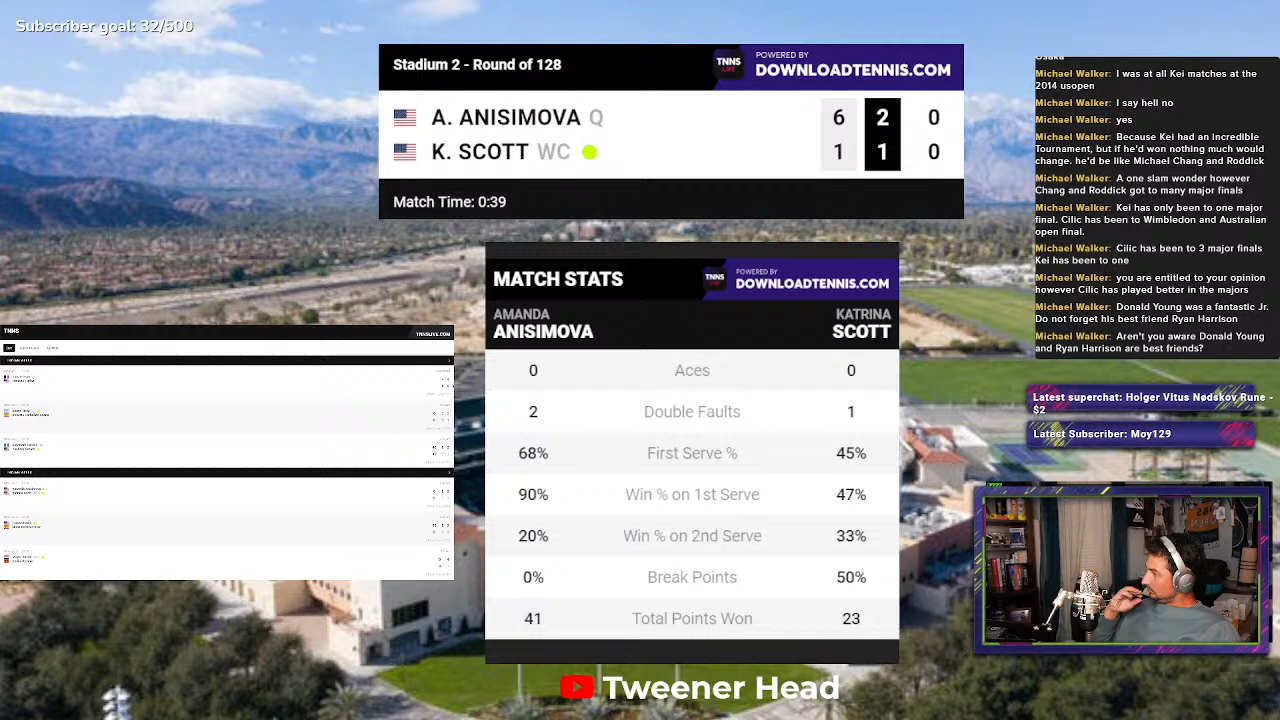 Subscriber goal: 32/500
Stadium 2 - Round of 128
TNNS
LIVE
POWERED BY
DOWNLOADTENNIS.COM
A. ANISIMOVA Q 6 2 0
K. SCOTT WC 1 1 0
Match Time: 0:39
MATCH STATS
TNNS
LIVE
POWERED BY
DOWNLOADTENNIS.COM
AMANDA
ANISIMOVA
KATRINA
SCOTT
0 Aces 0
2 Double Faults 1
68% First Serve % 45%
90% Win % on 1st Serve 47%
20% Win % on 2nd Serve 33%
0% Break Points 50%
41 Total Points Won 23
Tweener Head
TNNS
TNNSLIVE.COM
Osaka
Michael Walker: I was at all Kei matches at the
2014 usopen
Michael Walker: I say hell no
Michael Walker: yes
Michael Walker: Because Kei had an incredible
Tournament, but if he'd won nothing much would
change. he'd be like Michael Chang and Roddick
Michael Walker: A one slam wonder however
Chang and Roddick got to many major finals
Michael Walker: Kei has only been to one major
final. Cilic has been to Wimbledon and Australian
open final.
Michael Walker: Cilic has been to 3 major finals
Kei has been to one
Michael Walker: you are entitled to your opinion
however Cilic has played better in the majors
Michael Walker: Donald Young was a fantastic Jr.
Do not forget his best friend Ryan Harrison
Michael Walker: Aren't you aware Donald Young
and Ryan Harrison are best friends?
Latest superchat: Holger Vitus Nødskov Rune -
$2
Latest Subscriber: Moy129